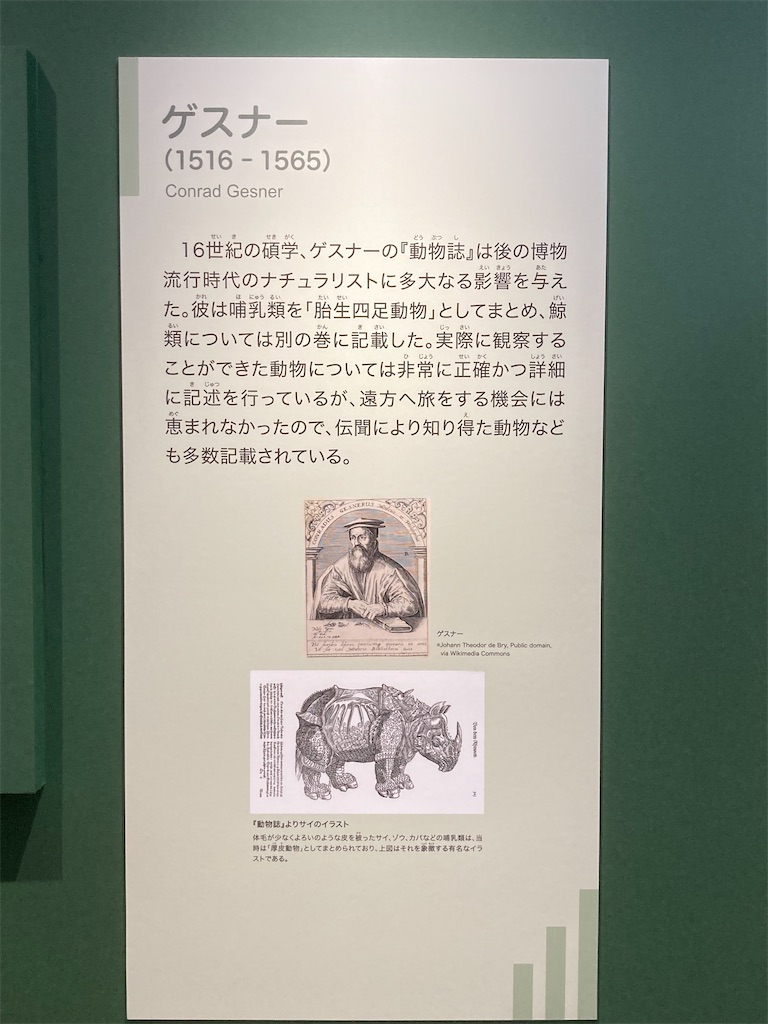 ゲスナー
(1516 - 1565)
Conrad Gesner
16世紀の碩学、ゲスナーの『動物誌』は後の博物
流行時代のナチュラリストに多大なる影響を与え
た。彼は哺乳類を「胎生四足動物」としてまとめ、鯨
類については別の巻に記載した。実際に観察する
ことができた動物については非常に正確かつ詳細
に記述を行っているが、遠方へ旅をする機会には
恵まれなかったので、伝聞により知り得た動物など
も多数記載されている。
ゲスナー
©Johann Theodor de Bry, Public domain,
via Wikimedia Commons
『動物誌』よりサイのイラスト
体毛が少なくよろいのような皮を被ったサイ、ゾウ、カバなどの哺乳類は、当
時は「厚皮動物」としてまとめられており、上図はそれを象徴する有名なイラ
ストである。